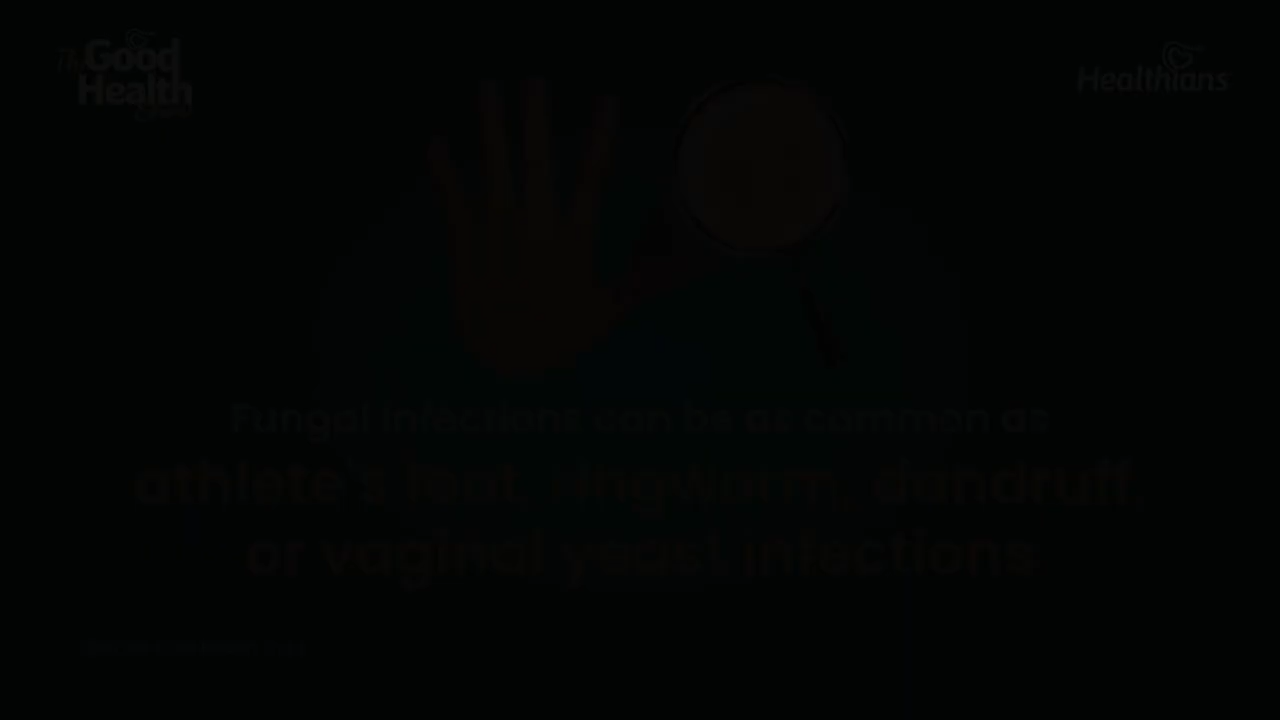 The Good
Health
Healthians
Fungal infections can be as common as
athlete's foot, ringworm, dandruff,
or vaginal yeast infections